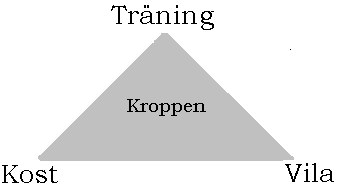 Träning
Kroppen
Kost
Vila